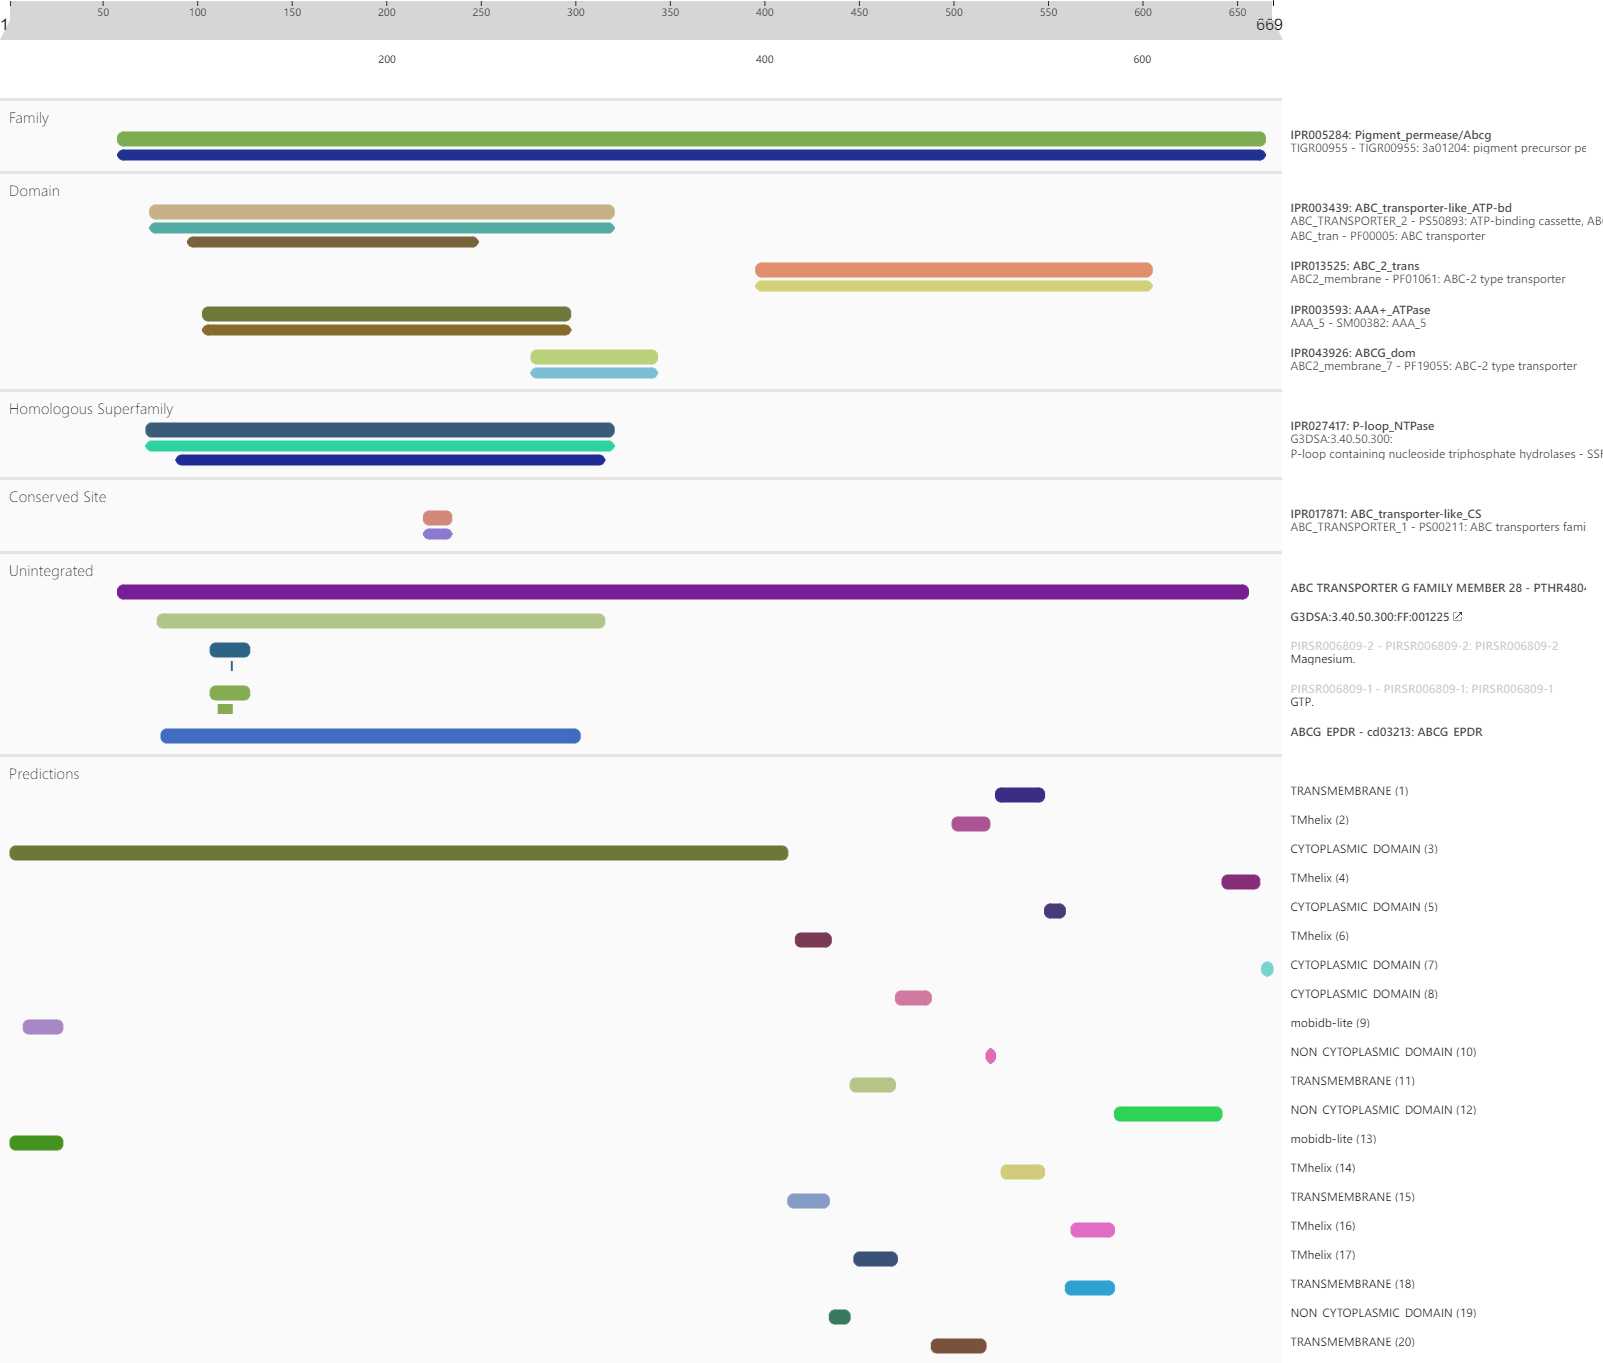 50 100 150 200 250 300 350 400 450 500 550 600 650
1 669
200 400 600
Family
IPR005284: Pigment_permease/Abcg
TIGR00955 - TIGR00955: 3a01204: pigment precursor pe
Domain
IPR003439: ABC_transporter-like_ATP-bd
ABC_TRANSPORTER_2 - PS50893: ATP-binding cassette, AB
ABC_tran - PF00005: ABC transporter
IPR013525: ABC_2_trans
ABC2_membrane - PF01061: ABC-2 type transporter
IPR003593: AAA+_ATPase
AAA_5 - SM00382: AAA_5
IPR043926: ABCG_dom
ABC2_membrane_7 - PF19055: ABC-2 type transporter
Homologous Superfamily
IPR027417: P-loop_NTPase
G3DSA:3.40.50.300:
P-loop containing nucleoside triphosphate hydrolases - SSF
Conserved Site
IPR017871: ABC_transporter-like_CS
ABC_TRANSPORTER_1 - PS00211: ABC transporters fami
Unintegrated
ABC TRANSPORTER G FAMILY MEMBER 28 - PTHR4804
G3DSA:3.40.50.300:FF:001225
PIRSR006809-2 - PIRSR006809-2: PIRSR006809-2
Magnesium.
PIRSR006809-1 - PIRSR006809-1: PIRSR006809-1
GTP.
ABCG_EPDR - cd03213: ABCG_EPDR
Predictions
TRANSMEMBRANE (1)
TMhelix (2)
CYTOPLASMIC_DOMAIN (3)
TMhelix (4)
CYTOPLASMIC_DOMAIN (5)
TMhelix (6)
CYTOPLASMIC_DOMAIN (7)
CYTOPLASMIC_DOMAIN (8)
mobidb-lite (9)
NON_CYTOPLASMIC_DOMAIN (10)
TRANSMEMBRANE (11)
NON_CYTOPLASMIC_DOMAIN (12)
mobidb-lite (13)
TMhelix (14)
TRANSMEMBRANE (15)
TMhelix (16)
TMhelix (17)
TRANSMEMBRANE (18)
NON_CYTOPLASMIC_DOMAIN (19)
TRANSMEMBRANE (20)